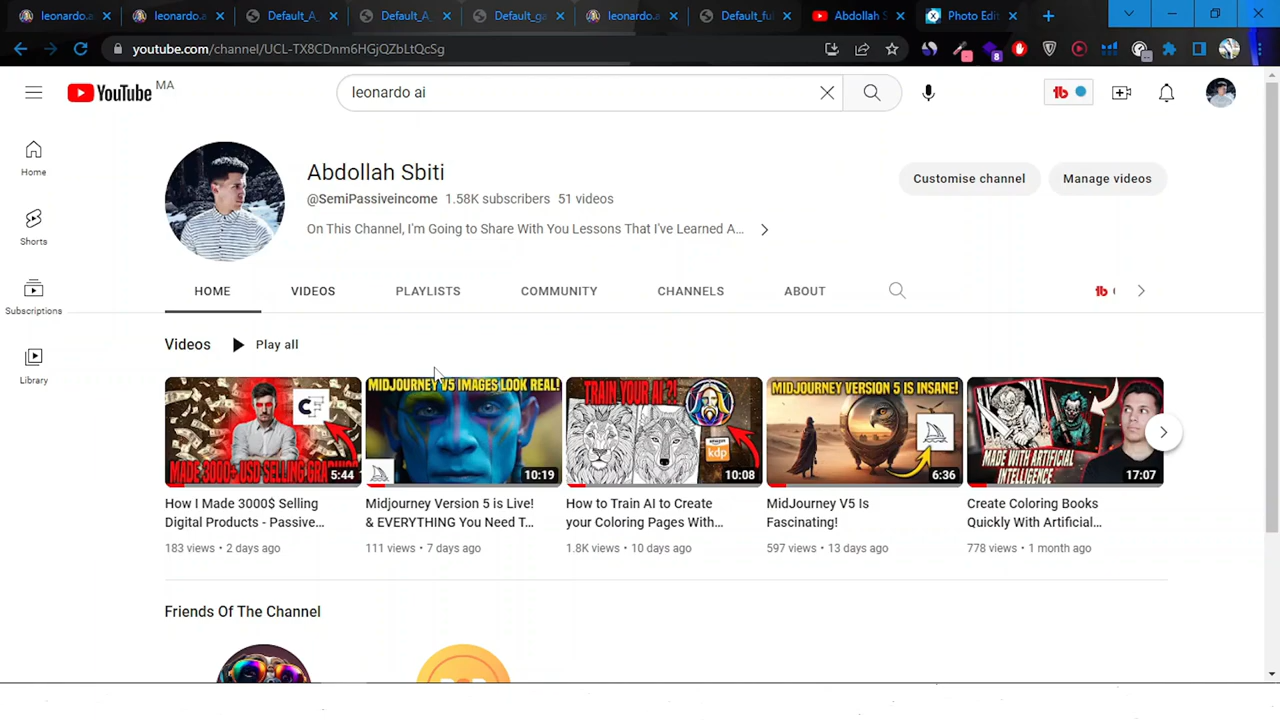 leonardo.a
leonardo.a
Default_A_
Default_A_
Default_ga
leonardo.a
Default_fu
Abdollah S
Photo Edit
youtube.com/channel/UCL-TX8CDnm6HGjQZbLtQcSg
8
YouTube MA
leonardo ai
Home
Shorts
Subscriptions
Library
Abdollah Sbiti
@SemiPassiveincome 1.58K subscribers 51 videos
On This Channel, I'm Going to Share With You Lessons That I've Learned A...
Customise channel
Manage videos
HOME VIDEOS PLAYLISTS COMMUNITY CHANNELS ABOUT
Videos Play all
MADE 3000+ USD SELLING
5:44
MIDJOURNEY V5 IMAGES LOOK REAL!
10:19
TRAIN YOUR AI?!
amazon
kdp
10:08
MIDJOURNEY VERSION 5 IS INSANE!
6:36
MADE WITH ARTIFICIAL
INTELLIGENCE
17:07
How I Made 3000$ Selling
Digital Products - Passive...
183 views • 2 days ago
Midjourney Version 5 is Live!
& EVERYTHING You Need T...
111 views • 7 days ago
How to Train AI to Create
your Coloring Pages With...
1.8K views • 10 days ago
MidJourney V5 Is
Fascinating!
597 views • 13 days ago
Create Coloring Books
Quickly With Artificial...
778 views • 1 month ago
Friends Of The Channel